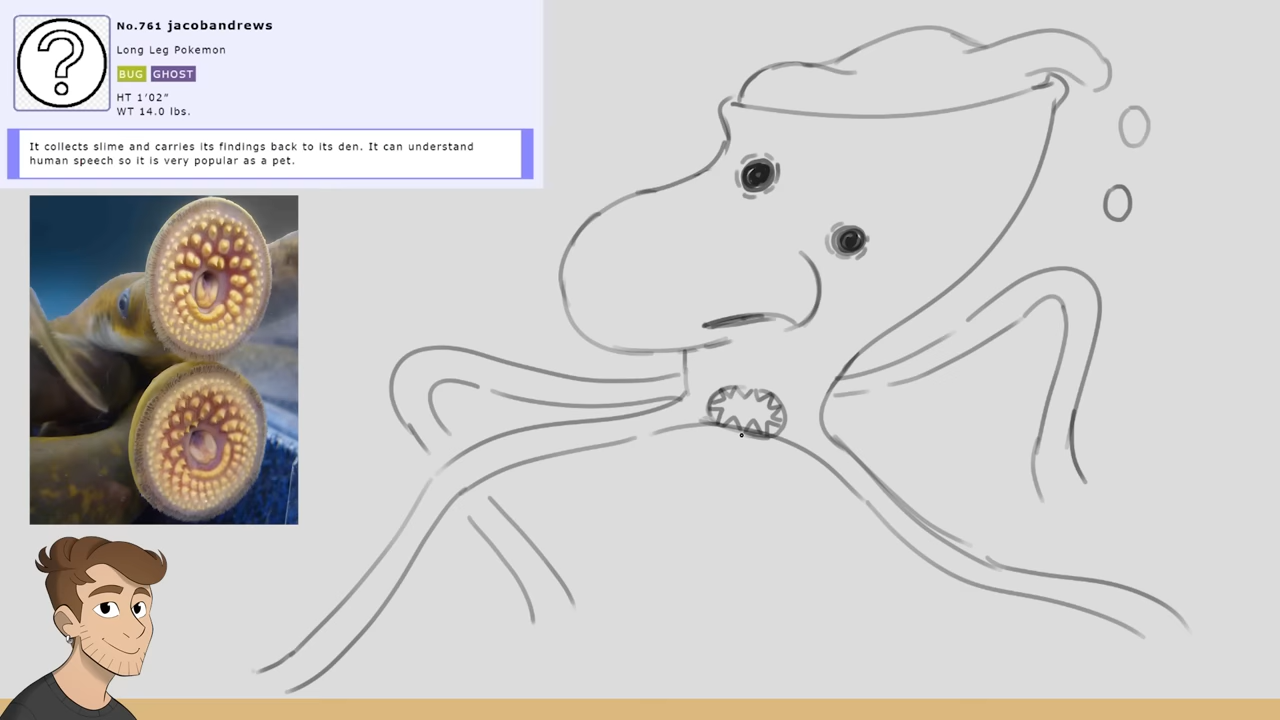 No.761 jacobandrews
Long Leg Pokemon
BUG GHOST
HT 1'02"
WT 14.0 lbs.
It collects slime and carries its findings back to its den. It can understand
human speech so it is very popular as a pet.